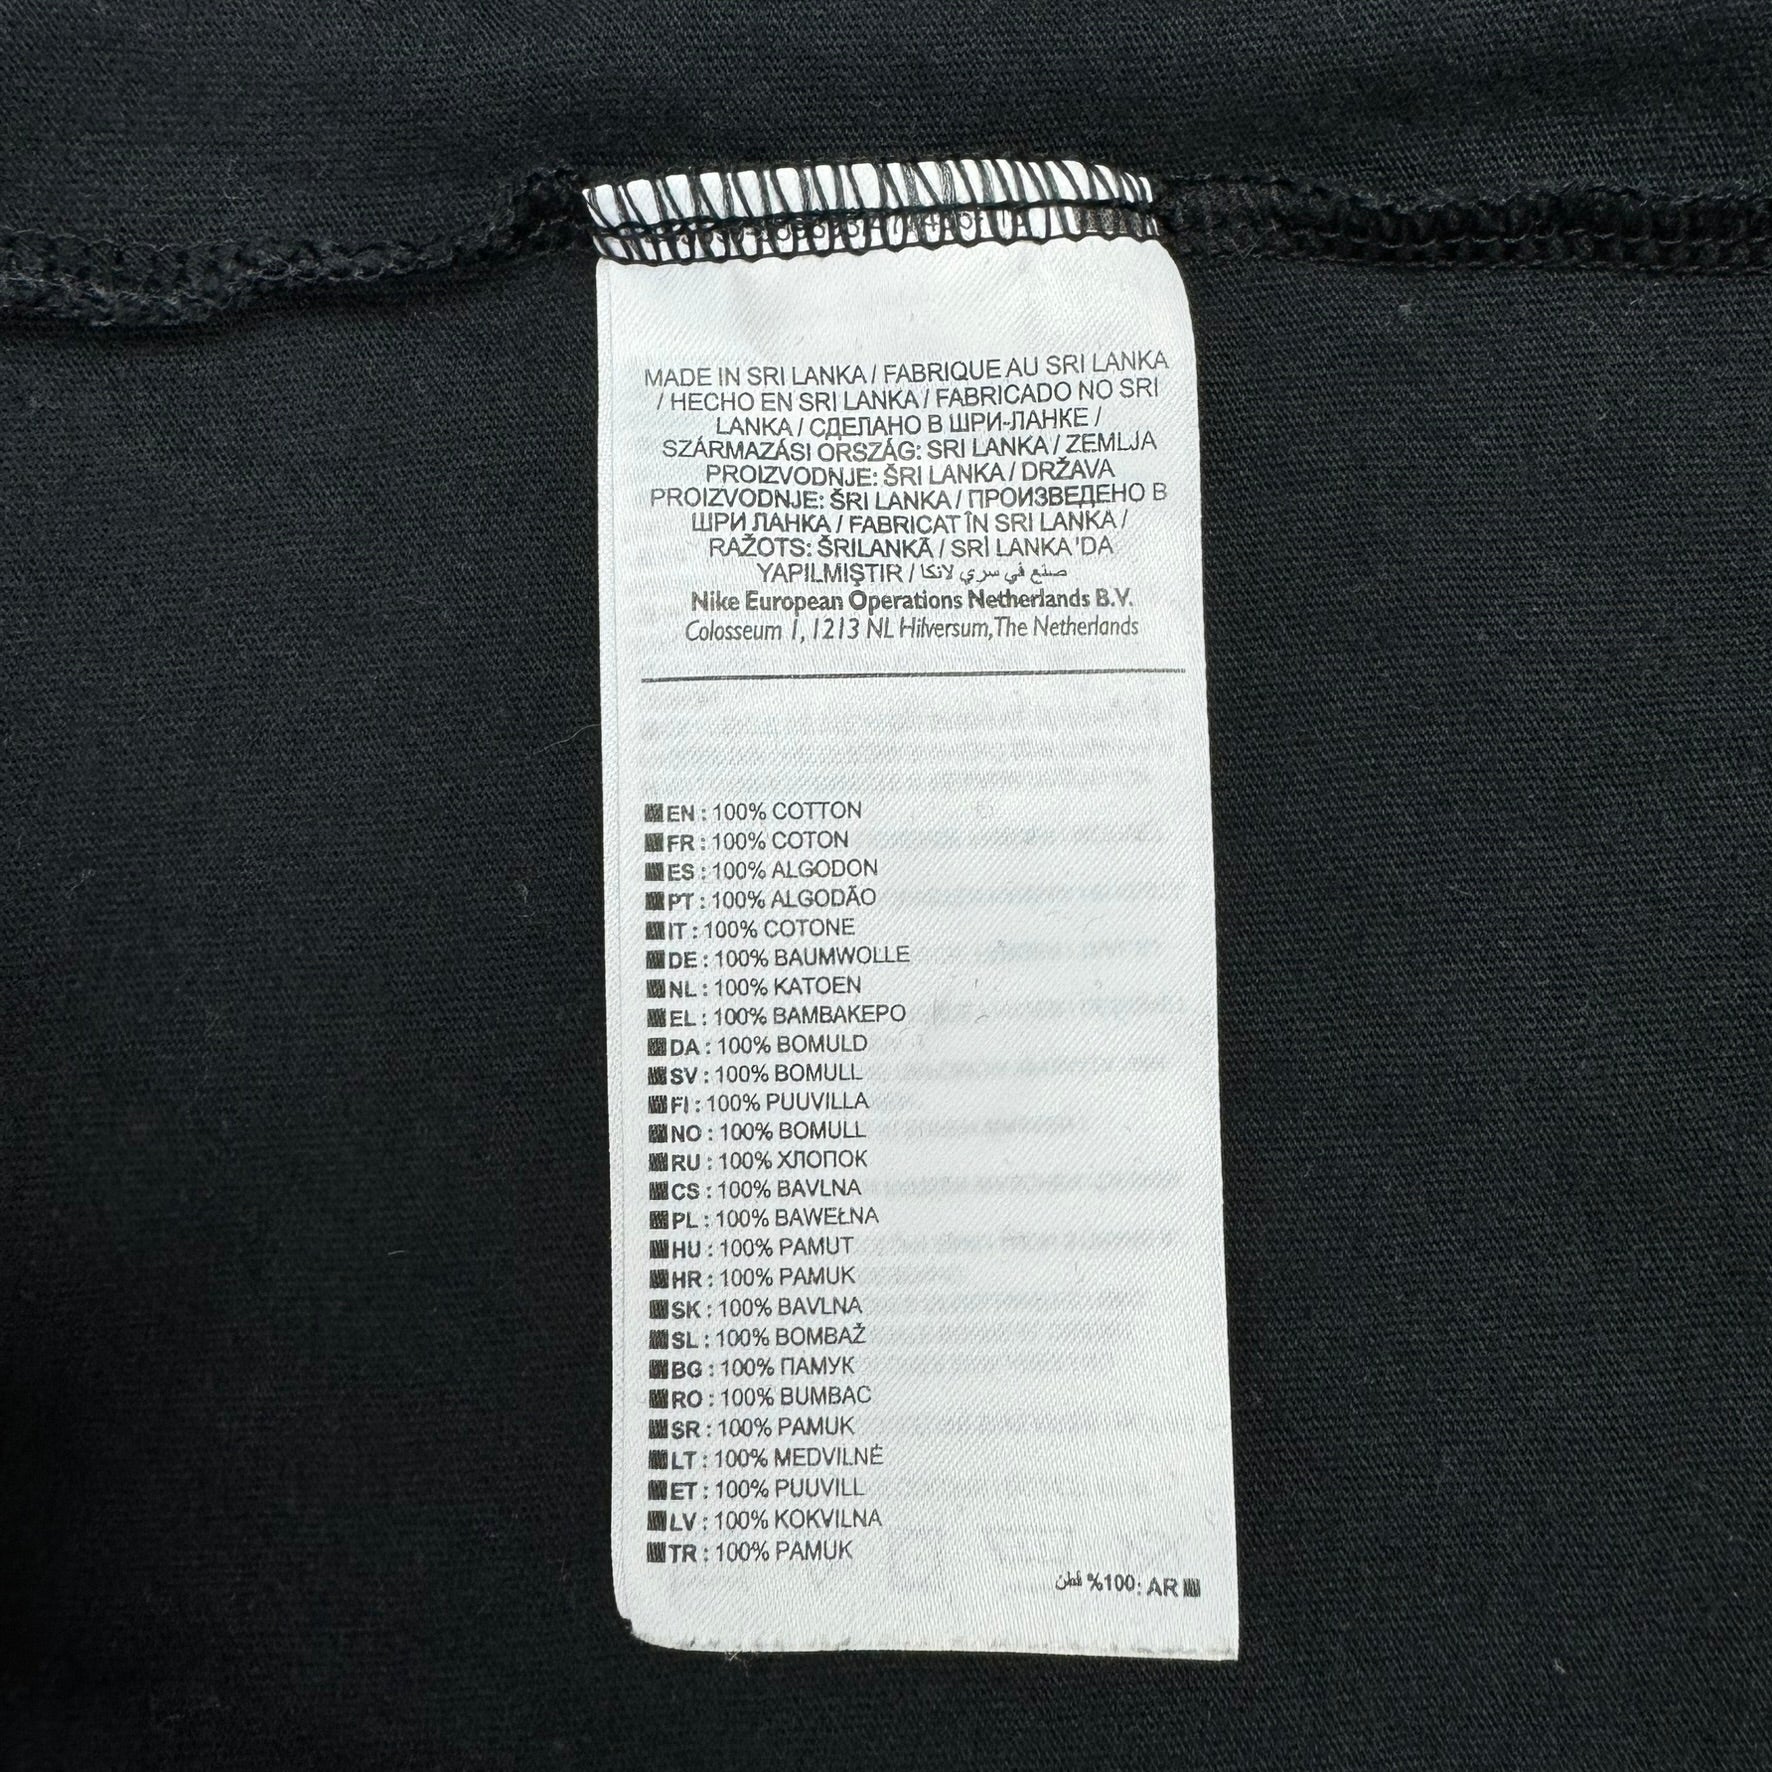 MADE IN SRI LANKA / FABRIQUE AU SRI LANKA
/ HECHO EN SRI LANKA / FABRICADO NO SRI
LANKA / СДЕЛАНО В ШРИ-ЛАНКЕ /
SZÁRMAZÁSI ORSZÁG: SRI LANKA / ZEMLJA
PROIZVODNJE: ŠRI LANKA / DRŽAVA
PROIZVODNJE: ŠRI LANKA / ПРОИЗВЕДЕНО В
ШРИ ЛАНКА / FABRICAT ÎN SRI LANKA /
RAŽOTS: ŠRILANKĀ / SRİ LANKA 'DA
YAPILMIŞTIR / صنع في سري لانكا
Nike European Operations Netherlands B.V.
Colosseum 1, 1213 NL Hilversum, The Netherlands
EN : 100% COTTON
FR : 100% COTON
ES : 100% ALGODON
PT : 100% ALGODÃO
IT : 100% COTONE
DE : 100% BAUMWOLLE
NL : 100% KATOEN
EL : 100% ΒΑΜΒΑΚΕΡΟ
DA : 100% BOMULD
SV : 100% BOMULL
FI : 100% PUUVILLA
NO : 100% BOMULL
RU : 100% ХЛОПОК
CS : 100% BAVLNA
PL : 100% BAWEŁNA
HU : 100% PAMUT
HR : 100% PAMUK
SK : 100% BAVLNA
SL : 100% BOMBAŽ
BG : 100% ПАМУК
RO : 100% BUMBAC
SR : 100% PAMUK
LT : 100% MEDVILNĖ
ET : 100% PUUVILL
LV : 100% KOKVILNA
TR : 100% PAMUK
AR :100% قطن